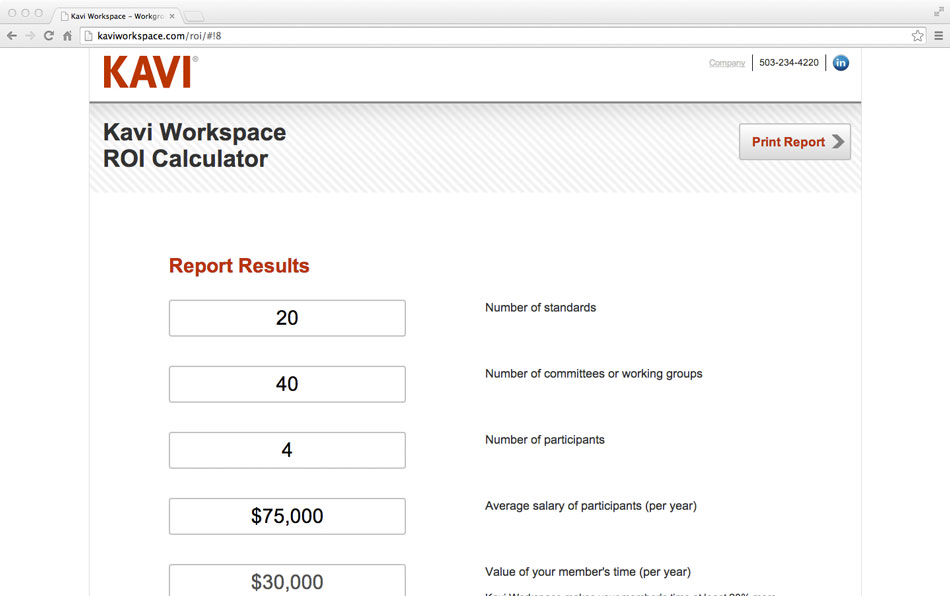 Kavi Workspace – Workgro
kaviworkspace.com/roi/#!8
KAVI®
Company
503-234-4220
in
Kavi Workspace
ROI Calculator
Print Report
Report Results
20
Number of standards
40
Number of committees or working groups
4
Number of participants
$75,000
Average salary of participants (per year)
$30,000
Value of your member's time (per year)